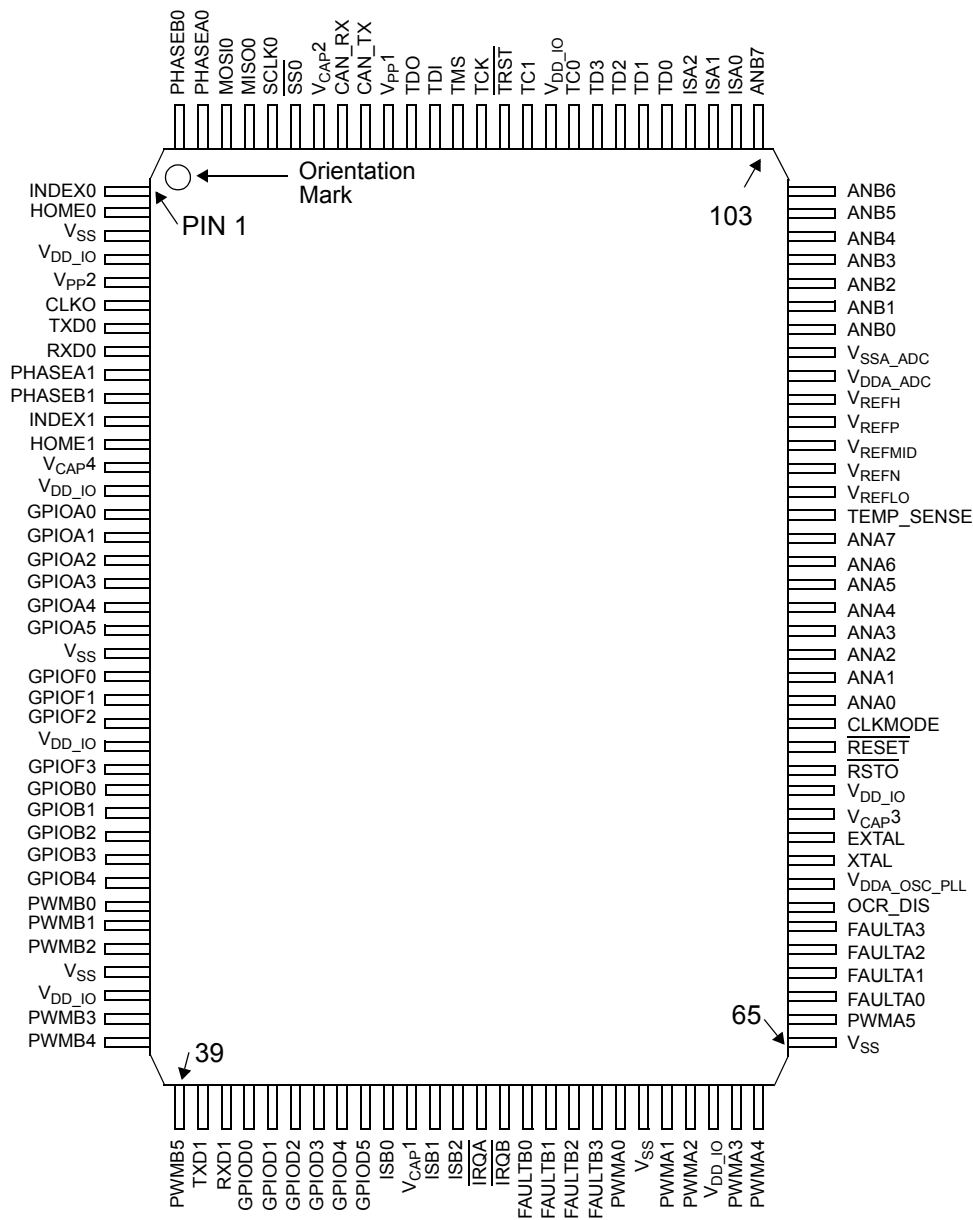 PHASEB0
PHASEA0
MOSI0
MISO0
SCLK0
SS0
VCAP2
CAN_RX
CAN_TX
VPP1
TDO
TDI
TMS
TCK
TRST
TC1
VDD_IO
TC0
TD3
TD2
TD1
TD0
ISA2
ISA1
ISA0
ANB7
Orientation
Mark
PIN 1
103
INDEX0
HOME0
VSS
VDD_IO
VPP2
CLKO
TXD0
RXD0
PHASEA1
PHASEB1
INDEX1
HOME1
VCAP4
VDD_IO
GPIOA0
GPIOA1
GPIOA2
GPIOA3
GPIOA4
GPIOA5
VSS
GPIOF0
GPIOF1
GPIOF2
VDD_IO
GPIOF3
GPIOB0
GPIOB1
GPIOB2
GPIOB3
GPIOB4
PWMB0
PWMB1
PWMB2
VSS
VDD_IO
PWMB3
PWMB4
ANB6
ANB5
ANB4
ANB3
ANB2
ANB1
ANB0
VSSA_ADC
VDDA_ADC
VREFH
VREFP
VREFMID
VREFN
VREFLO
TEMP_SENSE
ANA7
ANA6
ANA5
ANA4
ANA3
ANA2
ANA1
ANA0
CLKMODE
RESET
RSTO
VDD_IO
VCAP3
EXTAL
XTAL
VDDA_OSC_PLL
OCR_DIS
FAULTA3
FAULTA2
FAULTA1
FAULTA0
PWMA5
VSS
39
65
PWMB5
TXD1
RXD1
GPIOD0
GPIOD1
GPIOD2
GPIOD3
GPIOD4
GPIOD5
ISB0
VCAP1
ISB1
ISB2
IRQA
IRQB
FAULTB0
FAULTB1
FAULTB2
FAULTB3
PWMA0
VSS
PWMA1
PWMA2
VDD_IO
PWMA3
PWMA4